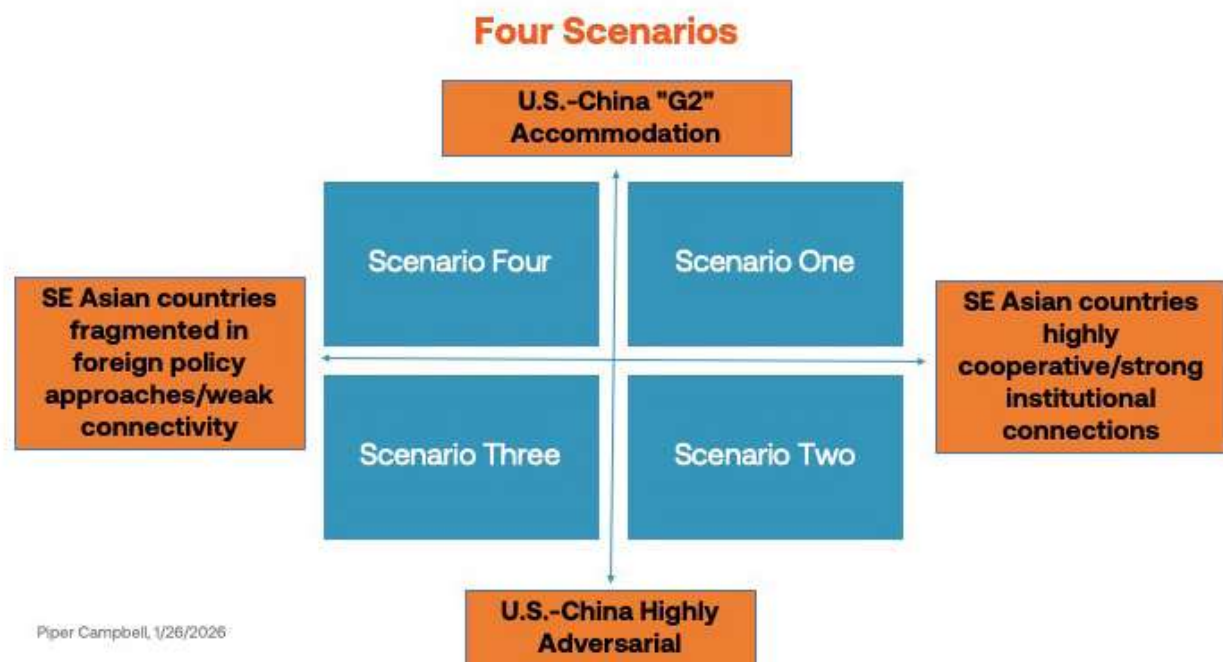 Four Scenarios
U.S.-China "G2"
Accommodation
Scenario Four
Scenario One
SE Asian countries
fragmented in
foreign policy
approaches/weak
connectivity
SE Asian countries
highly
cooperative/strong
institutional
connections
Scenario Three
Scenario Two
U.S.-China Highly
Adversarial
Piper Campbell, 1/26/2026